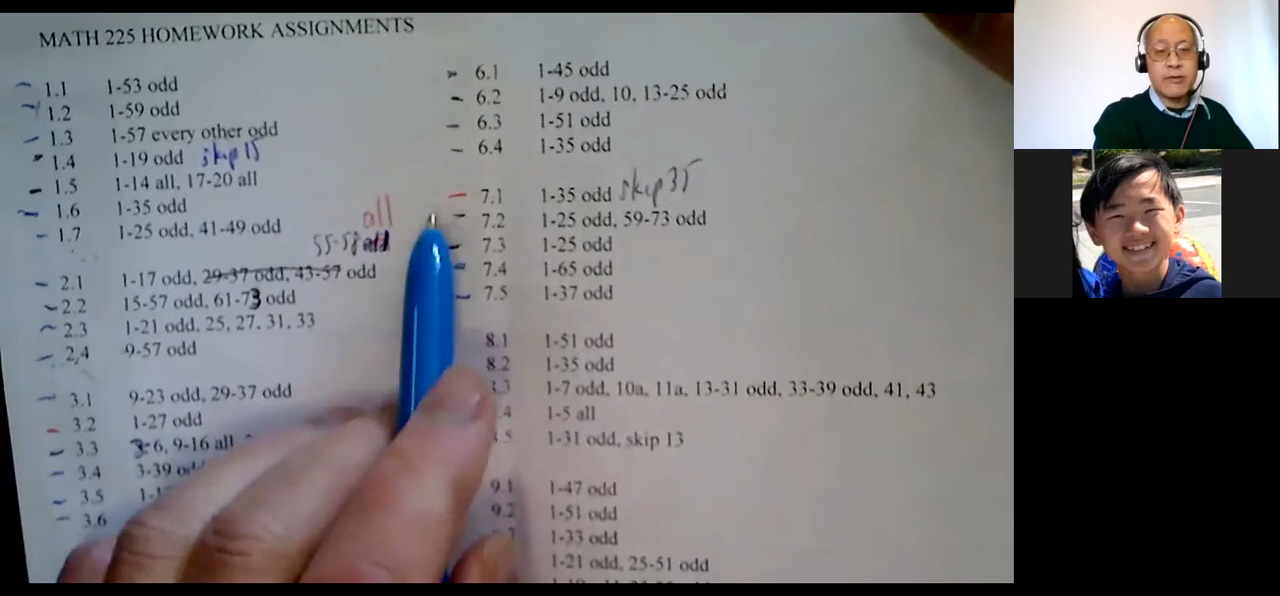 MATH 225 HOMEWORK ASSIGNMENTS
1.1 1-53 odd
1.2 1-59 odd
1.3 1-57 every other odd
1.4 1-19 odd skip 15
1.5 1-14 all, 17-20 all
1.6 1-35 odd
1.7 1-25 odd, 41-49 odd
all
55-58 all
2.1 1-17 odd, 29-37 odd, 43-57 odd
2.2 15-57 odd, 61-73 odd
2.3 1-21 odd, 25, 27, 31, 33
2.4 9-57 odd
3.1 9-23 odd, 29-37 odd
3.2 1-27 odd
3.3 3-6, 9-16 all
3.4 3-39
3.5
3.6
6.1 1-45 odd
6.2 1-9 odd, 10, 13-25 odd
6.3 1-51 odd
6.4 1-35 odd
7.1 1-35 odd skip 35
7.2 1-25 odd, 59-73 odd
7.3 1-25 odd
7.4 1-65 odd
7.5 1-37 odd
8.1 1-51 odd
8.2 1-35 odd
.3 1-7 odd, 10a, 11a, 13-31 odd, 33-39 odd, 41, 43
.4 1-5 all
.5 1-31 odd, skip 13
9.1 1-47 odd
9.2 1-51 odd
1-33 odd
1-21 odd, 25-51 odd